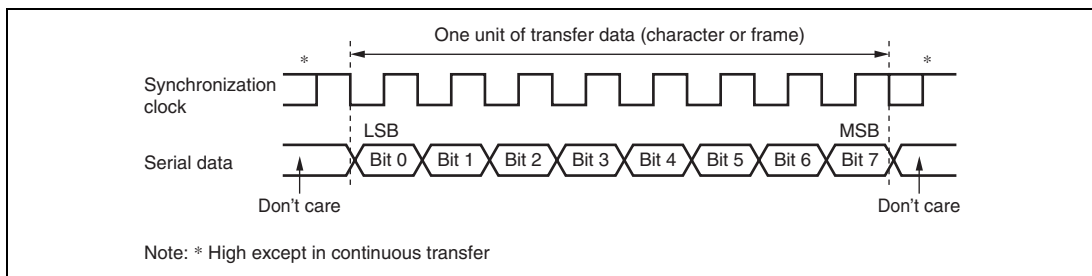 One unit of transfer data (character or frame)
* *
Synchronization
clock
LSB MSB
Serial data Bit 0 Bit 1 Bit 2 Bit 3 Bit 4 Bit 5 Bit 6 Bit 7
Don't care Don't care
Note: * High except in continuous transfer